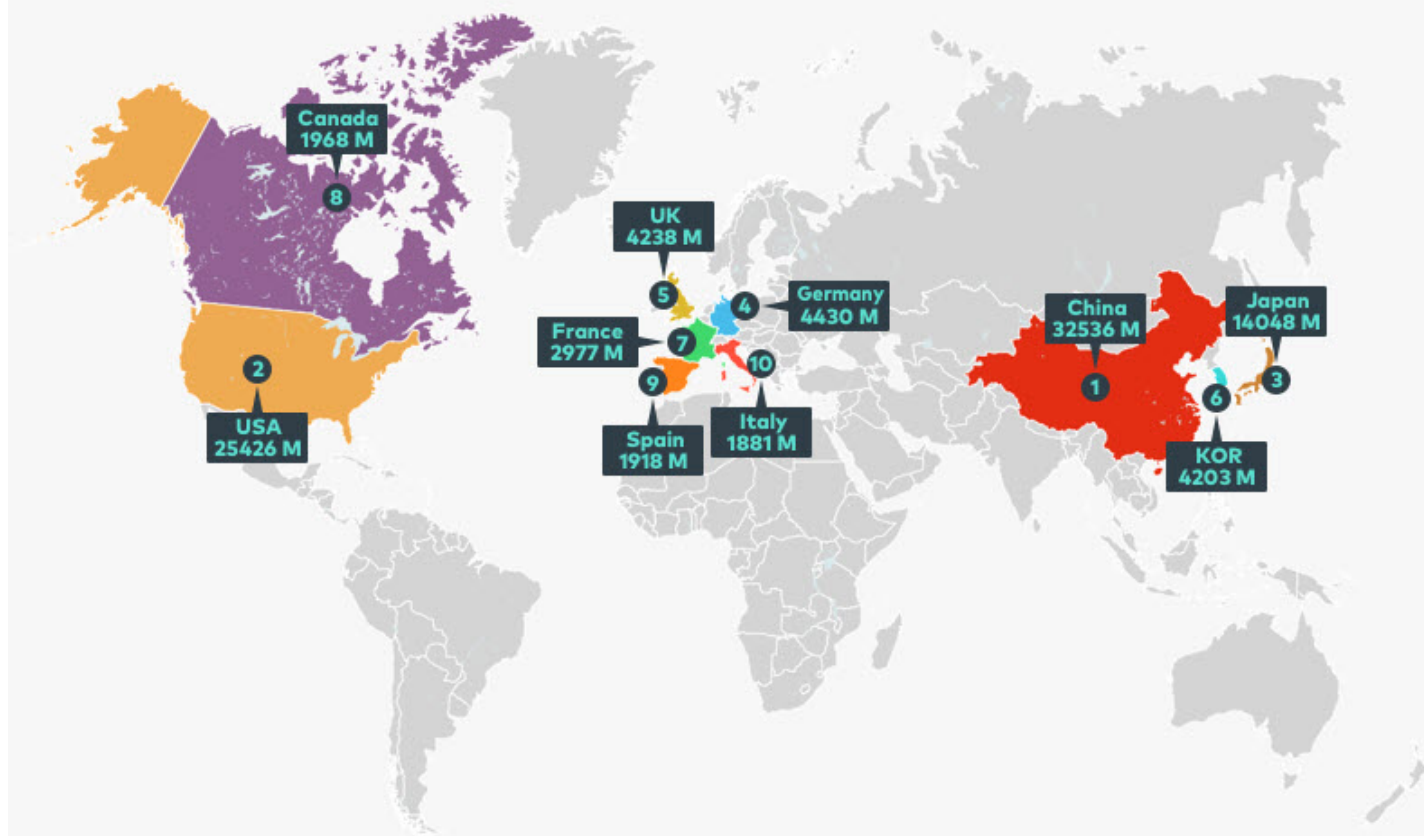 Canada
1968 M
8
UK
4238 M
5
4
Germany
4430 M
France
2977 M
7
9
Spain
1918 M
10
Italy
1881 M
2
USA
25426 M
China
32536 M
1
Japan
14048 M
3
6
KOR
4203 M